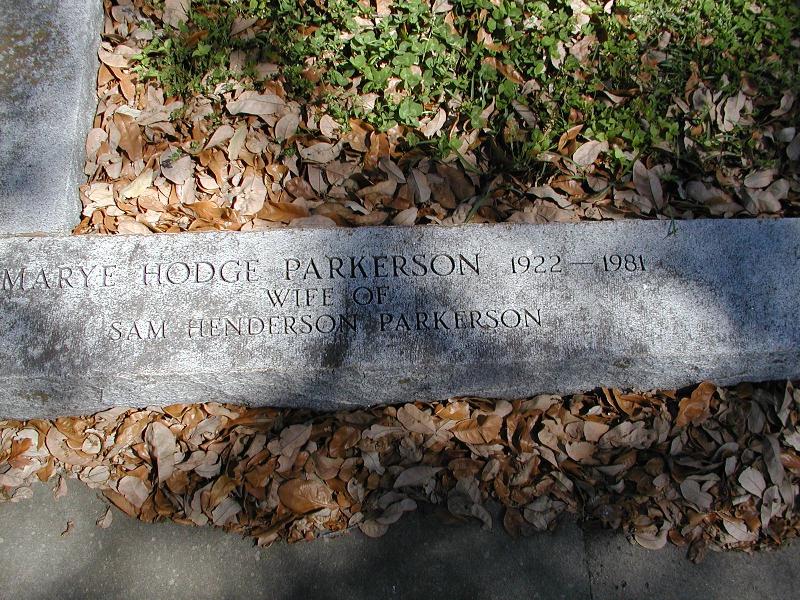 MARYE HODGE PARKERSON 1922—1981
WIFE OF
SAM HENDERSON PARKERSON